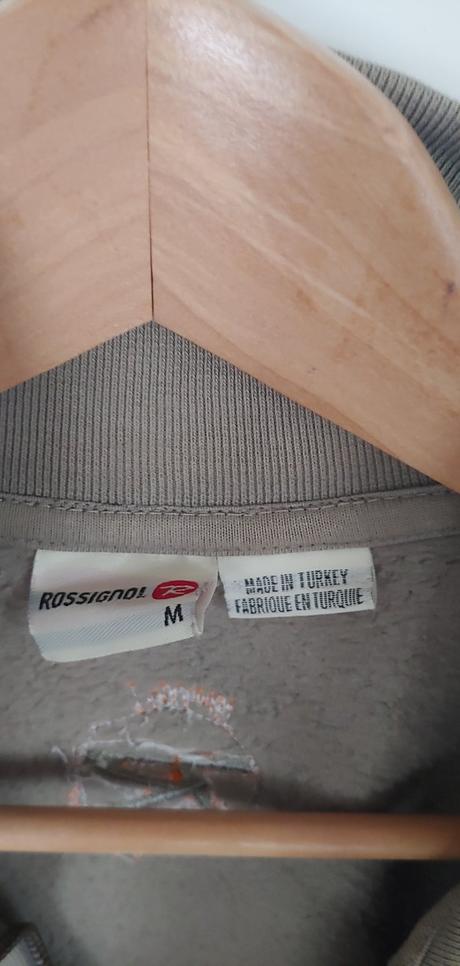 ROSSIGNOL
M
MADE IN TURKEY
FABRIQUE EN TURQUIE